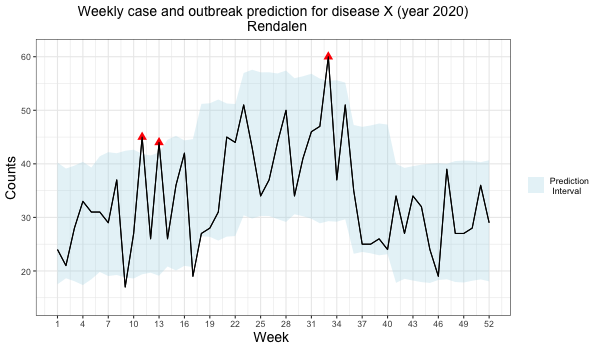 Weekly case and outbreak prediction for disease X (year 2020)
Rendalen
Counts
60
50
40
30
20
1 4 7 10 13 16 19 22 25 28 31 34 37 40 43 46 49 52
Week
Prediction
Interval